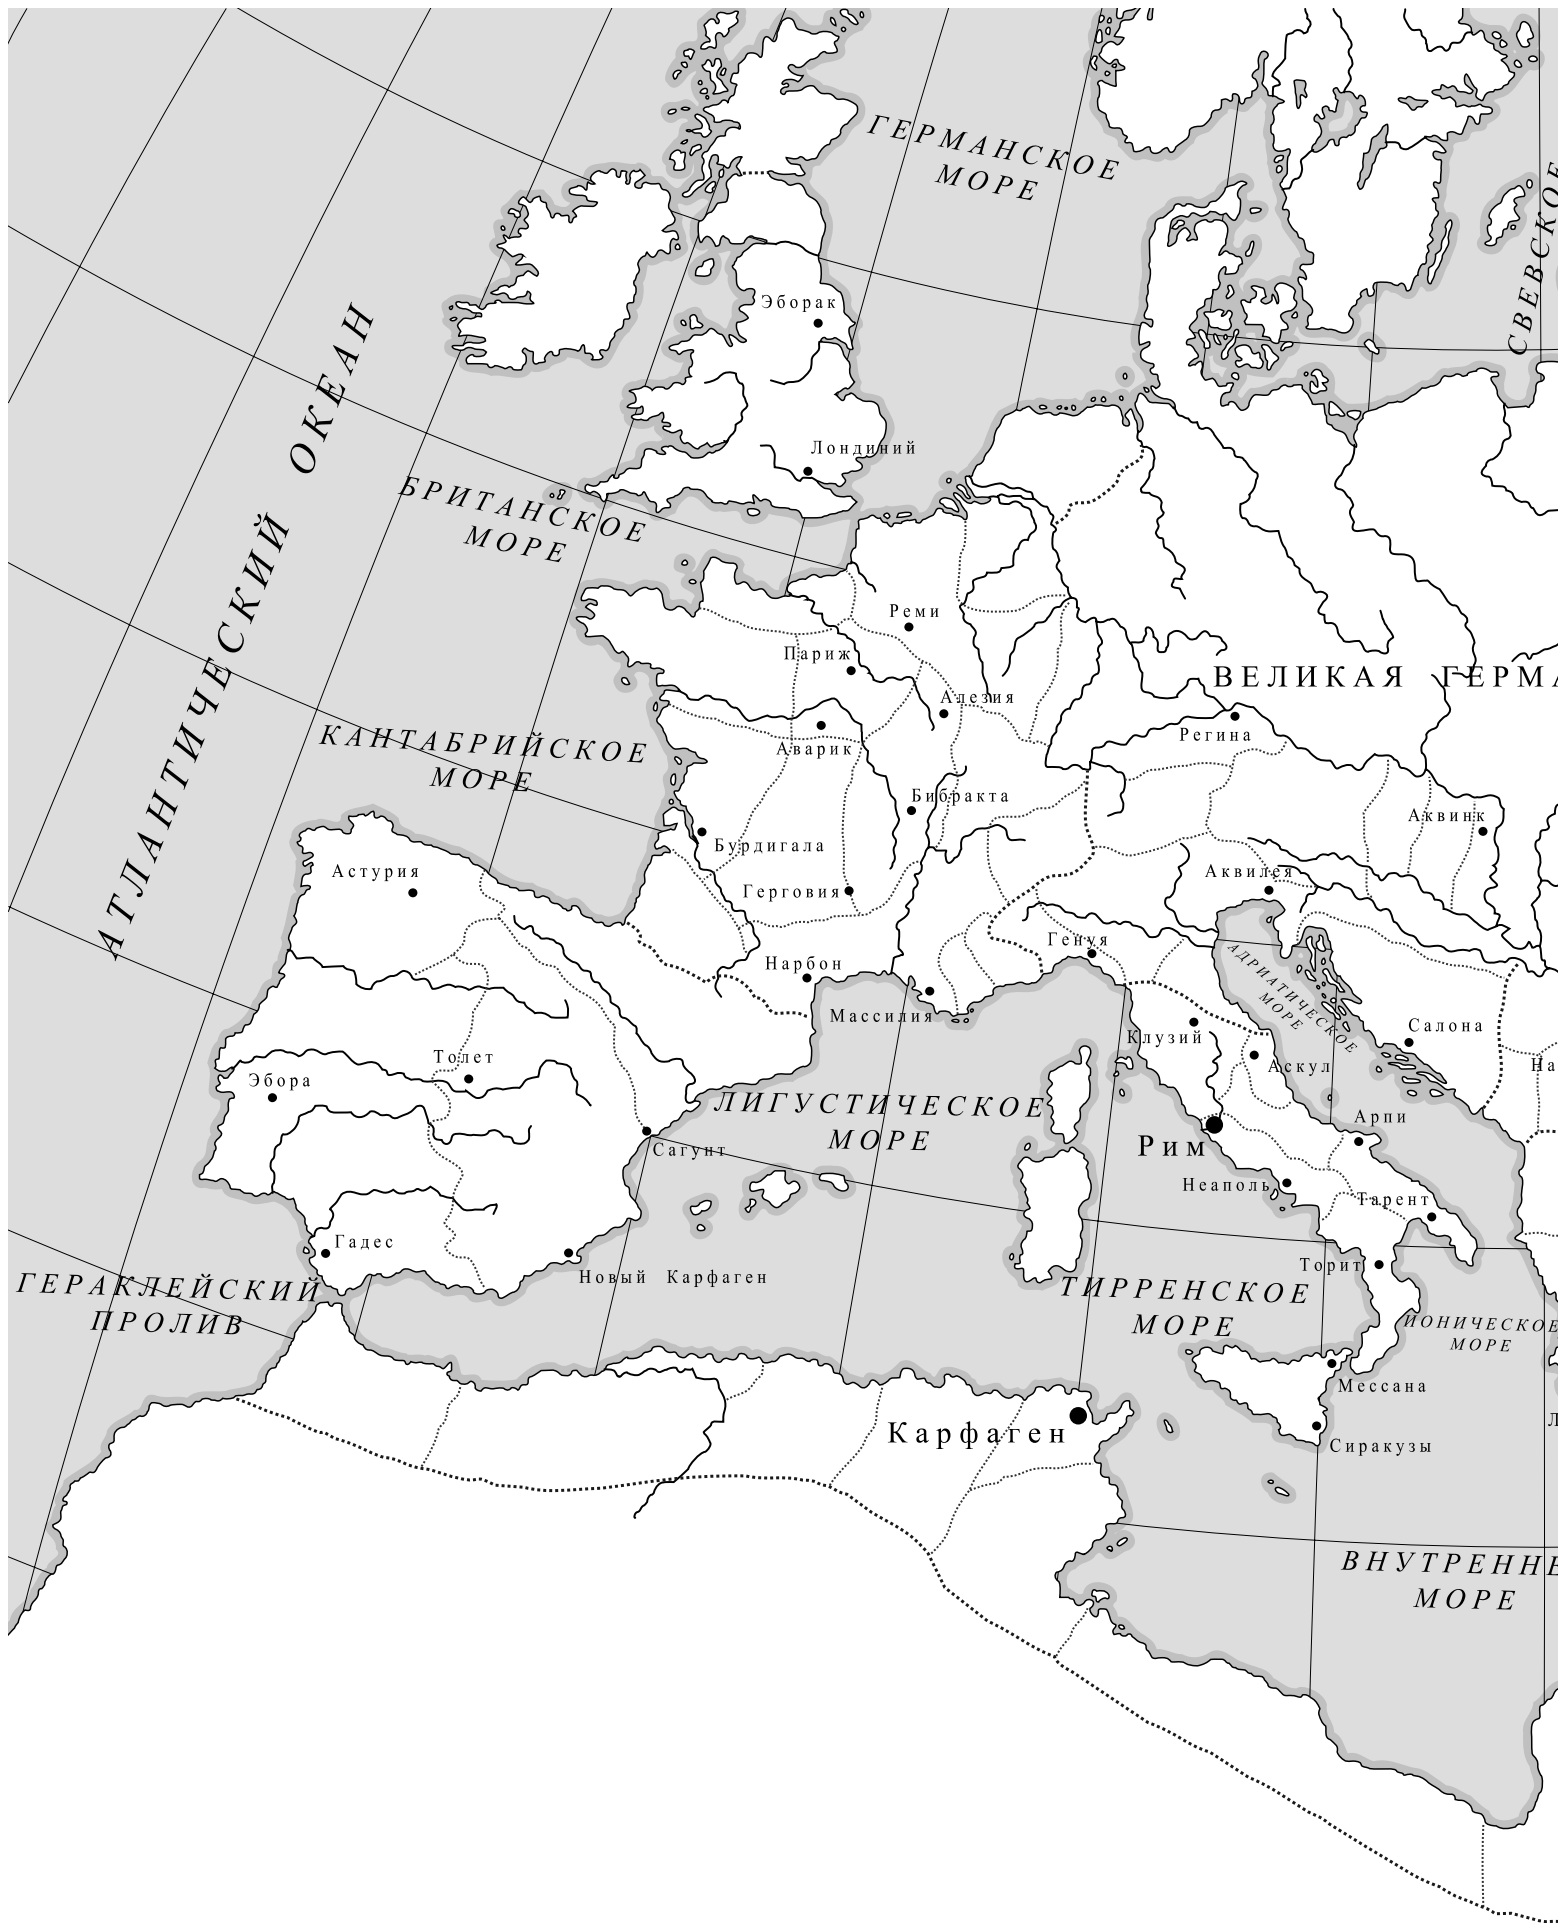 ГЕРМАНСКОЕ
МОРЕ
СВЕВСКОЕ
Эборак
АТЛАНТИЧЕСКИЙ ОКЕАН
Лондиний
БРИТАНСКОЕ
МОРЕ
Реми
Париж
ВЕЛИКАЯ ГЕРМА
Алезия
Регина
КАНТАБРИЙСКОЕ
МОРЕ
Аварик
Бибракта
Аквинк
Бурдигала
Астурия
Аквилея
Герговия
Генуя
Нарбон
АДРИАТИЧЕСКОЕ
МОРЕ
Массилия
Салона
Клузий
Толет
Аскул
На
Эбора
ЛИГУСТИЧЕСКОЕ
МОРЕ
Арпи
Рим
Сагунт
Неаполь
Тарент
Гадес
Торит
Новый Карфаген
ГЕРАКЛЕЙСКИЙ
ПРОЛИВ
ТИРРЕНСКОЕ
МОРЕ
ИОНИЧЕСКОЕ
МОРЕ
Мессана
Л
Карфаген
Сиракузы
ВНУТРЕННЕ
МОРЕ